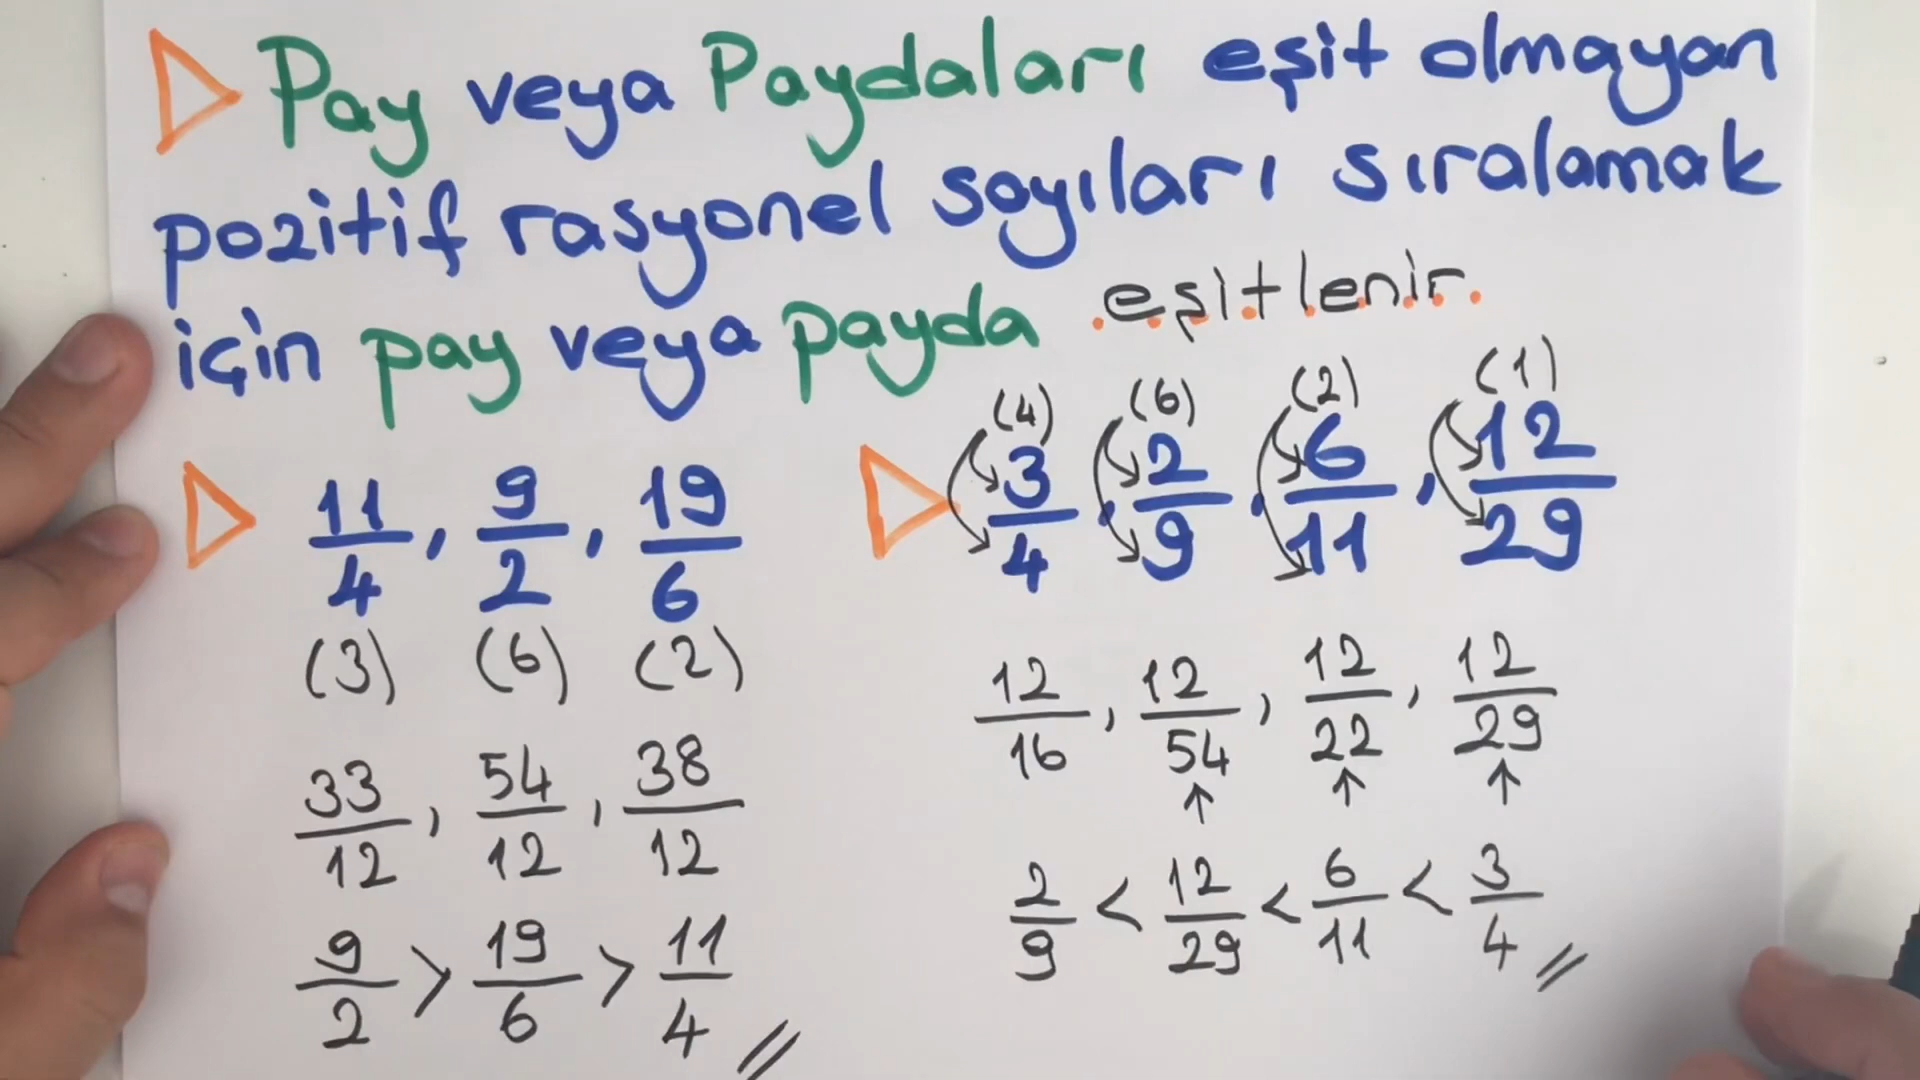 Pay veya Paydaları eşit olmayan
pozitif rasyonel sayıları sıralamak
için pay veya payda eşitlenir.
11/4, 9/2, 19/6
(3) (6) (2)
33/12, 54/12, 38/12
9/2 > 19/6 > 11/4 //
(4) (6) (2) (1)
3/4, 2/9, 6/11, 12/29
12/16, 12/54, 12/22, 12/29
↑ ↑ ↑
2/9 < 12/29 < 6/11 < 3/4 //